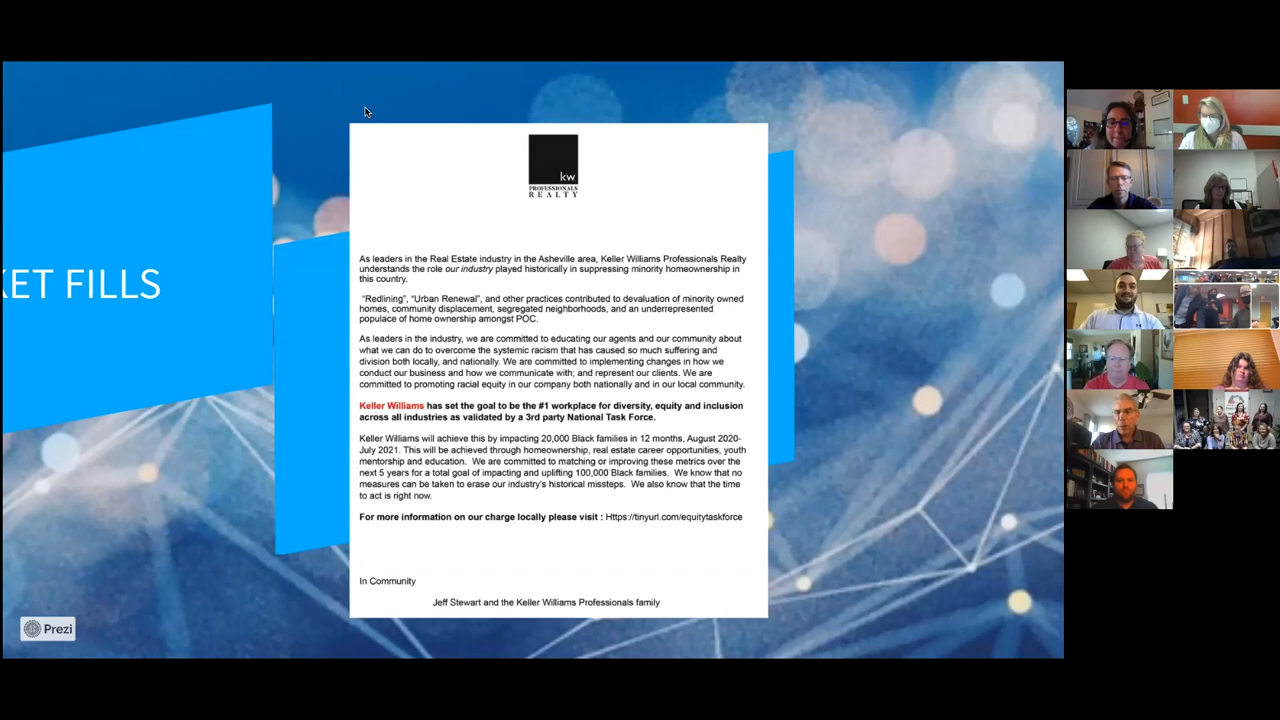 KET FILLS
kw
PROFESSIONALS
REALTY
As leaders in the Real Estate industry in the Asheville area, Keller Williams Professionals Realty
understands the role our industry played historically in suppressing minority homeownership in
this country.
“Redlining”, “Urban Renewal”, and other practices contributed to devaluation of minority owned
homes, community displacement, segregated neighborhoods, and an underrepresented
populace of home ownership amongst POC.
As leaders in the industry, we are committed to educating our agents and our community about
what we can do to overcome the systemic racism that has caused so much suffering and
division both locally, and nationally. We are committed to implementing changes in how we
conduct our business and how we communicate with; and represent our clients. We are
committed to promoting racial equity in our company both nationally and in our local community.
Keller Williams has set the goal to be the #1 workplace for diversity, equity and inclusion
across all industries as validated by a 3rd party National Task Force.
Keller Williams will achieve this by impacting 20,000 Black families in 12 months, August 2020-
July 2021. This will be achieved through homeownership, real estate career opportunities, youth
mentorship and education. We are committed to matching or improving these metrics over the
next 5 years for a total goal of impacting and uplifting 100,000 Black families. We know that no
measures can be taken to erase our industry's historical missteps. We also know that the time
to act is right now.
For more information on our charge locally please visit : Https://tinyurl.com/equitytaskforce
In Community
Jeff Stewart and the Keller Williams Professionals family
Prezi